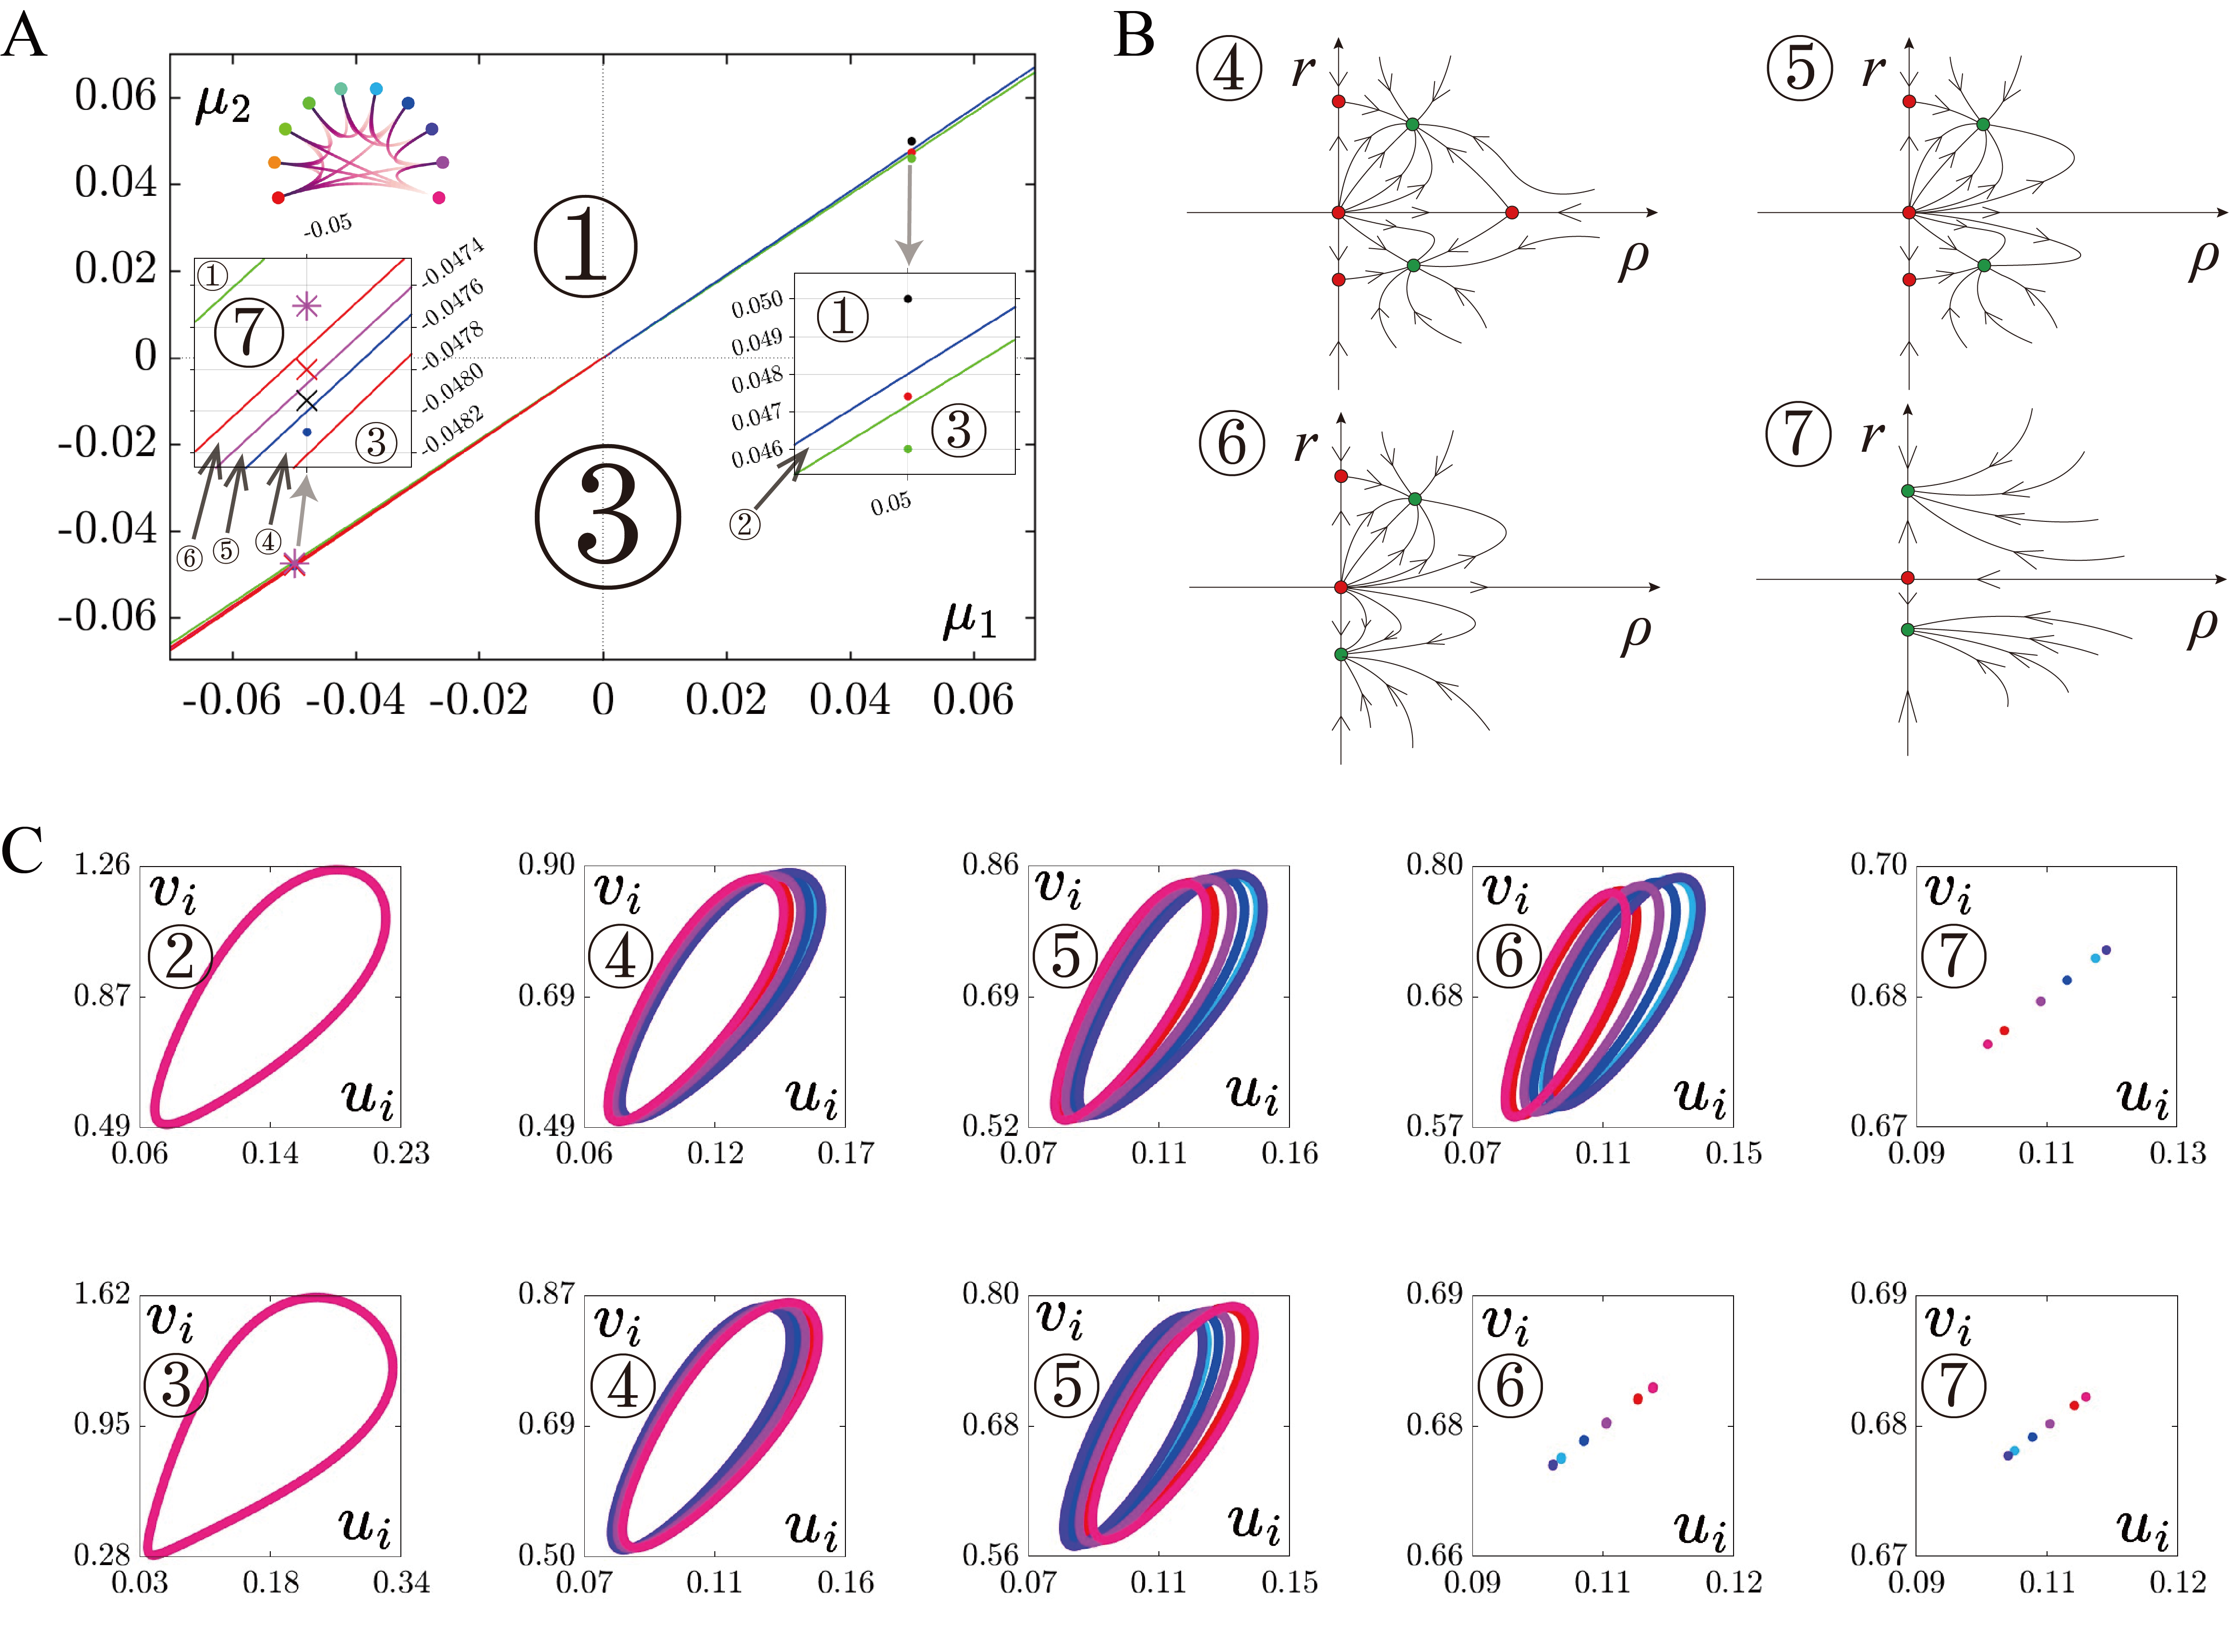 A
μ2
0.06
0.04
0.02
0
-0.02
-0.04
-0.06
-0.06 -0.04 -0.02 0 0.02 0.04 0.06
μ1
①
③
-0.05
① ⑦ ③
-0.0474
-0.0476
-0.0478
-0.0480
-0.0482
⑥ ⑤ ④
0.050
0.049
0.048
0.047
0.046
① ③
②
0.05
B
④ r ρ
⑤ r ρ
⑥ r ρ
⑦ r ρ
C
1.26 0.87 0.49
vi ② ui
0.06 0.14 0.23
0.90 0.69 0.49
vi ④ ui
0.06 0.12 0.17
0.86 0.69 0.52
vi ⑤ ui
0.07 0.11 0.16
0.80 0.68 0.57
vi ⑥ ui
0.07 0.11 0.15
0.70 0.68 0.67
vi ⑦ ui
0.09 0.11 0.13
1.62 0.95 0.28
vi ③ ui
0.03 0.18 0.34
0.87 0.69 0.50
vi ④ ui
0.07 0.11 0.16
0.80 0.68 0.56
vi ⑤ ui
0.07 0.11 0.15
0.69 0.68 0.66
vi ⑥ ui
0.09 0.11 0.12
0.69 0.68 0.67
vi ⑦ ui
0.09 0.11 0.12